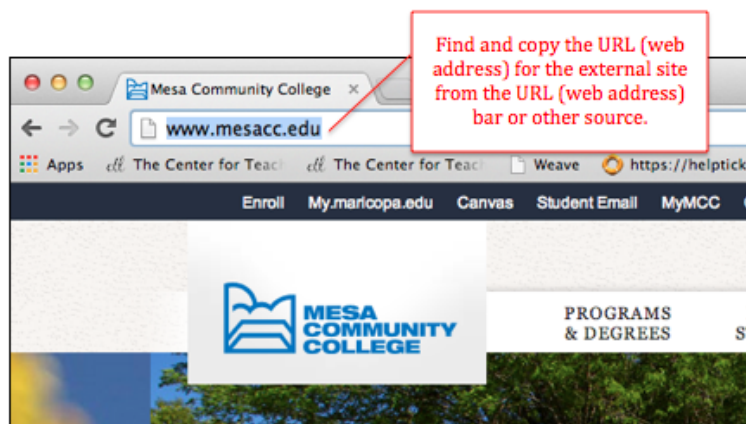 Find and copy the URL (web
address) for the external site
from the URL (web address)
bar or other source.
Mesa Community College
www.mesacc.edu
Apps The Center for Teach The Center for Teach Weave https://helptick
Enroll My.maricopa.edu Canvas Student Email MyMCC
MESA
COMMUNITY
COLLEGE
PROGRAMS
& DEGREES